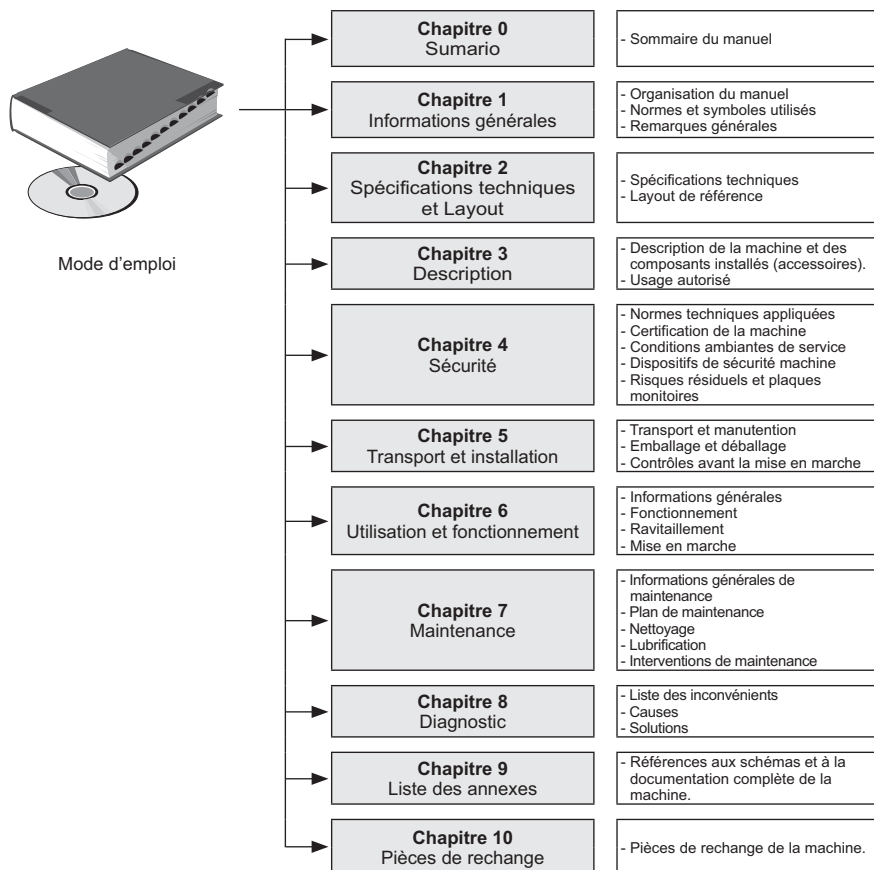 Mode d'emploi
Chapitre 0
Sumario
- Sommaire du manuel
Chapitre 1
Informations générales
- Organisation du manuel
- Normes et symboles utilisés
- Remarques générales
Chapitre 2
Spécifications techniques
et Layout
- Spécifications techniques
- Layout de référence
Chapitre 3
Description
- Description de la machine et des
composants installés (accessoires).
- Usage autorisé
Chapitre 4
Sécurité
- Normes techniques appliquées
- Certification de la machine
- Conditions ambiantes de service
- Dispositifs de sécurité machine
- Risques résiduels et plaques
monitoires
Chapitre 5
Transport et installation
- Transport et manutention
- Emballage et déballage
- Contrôles avant la mise en marche
Chapitre 6
Utilisation et fonctionnement
- Informations générales
- Fonctionnement
- Ravitaillement
- Mise en marche
Chapitre 7
Maintenance
- Informations générales de
maintenance
- Plan de maintenance
- Nettoyage
- Lubrification
- Interventions de maintenance
Chapitre 8
Diagnostic
- Liste des inconvénients
- Causes
- Solutions
Chapitre 9
Liste des annexes
- Références aux schémas et à la
documentation complète de la
machine.
Chapitre 10
Pièces de rechange
- Pièces de rechange de la machine.